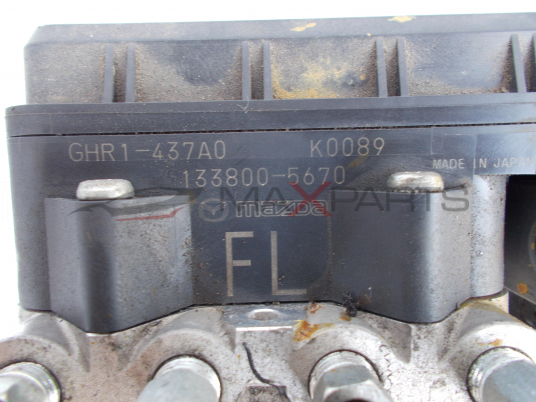 GHR1-437A0 K0089
MADE IN JAPAN
133800-5670
mazda
MAXPARTS
FL